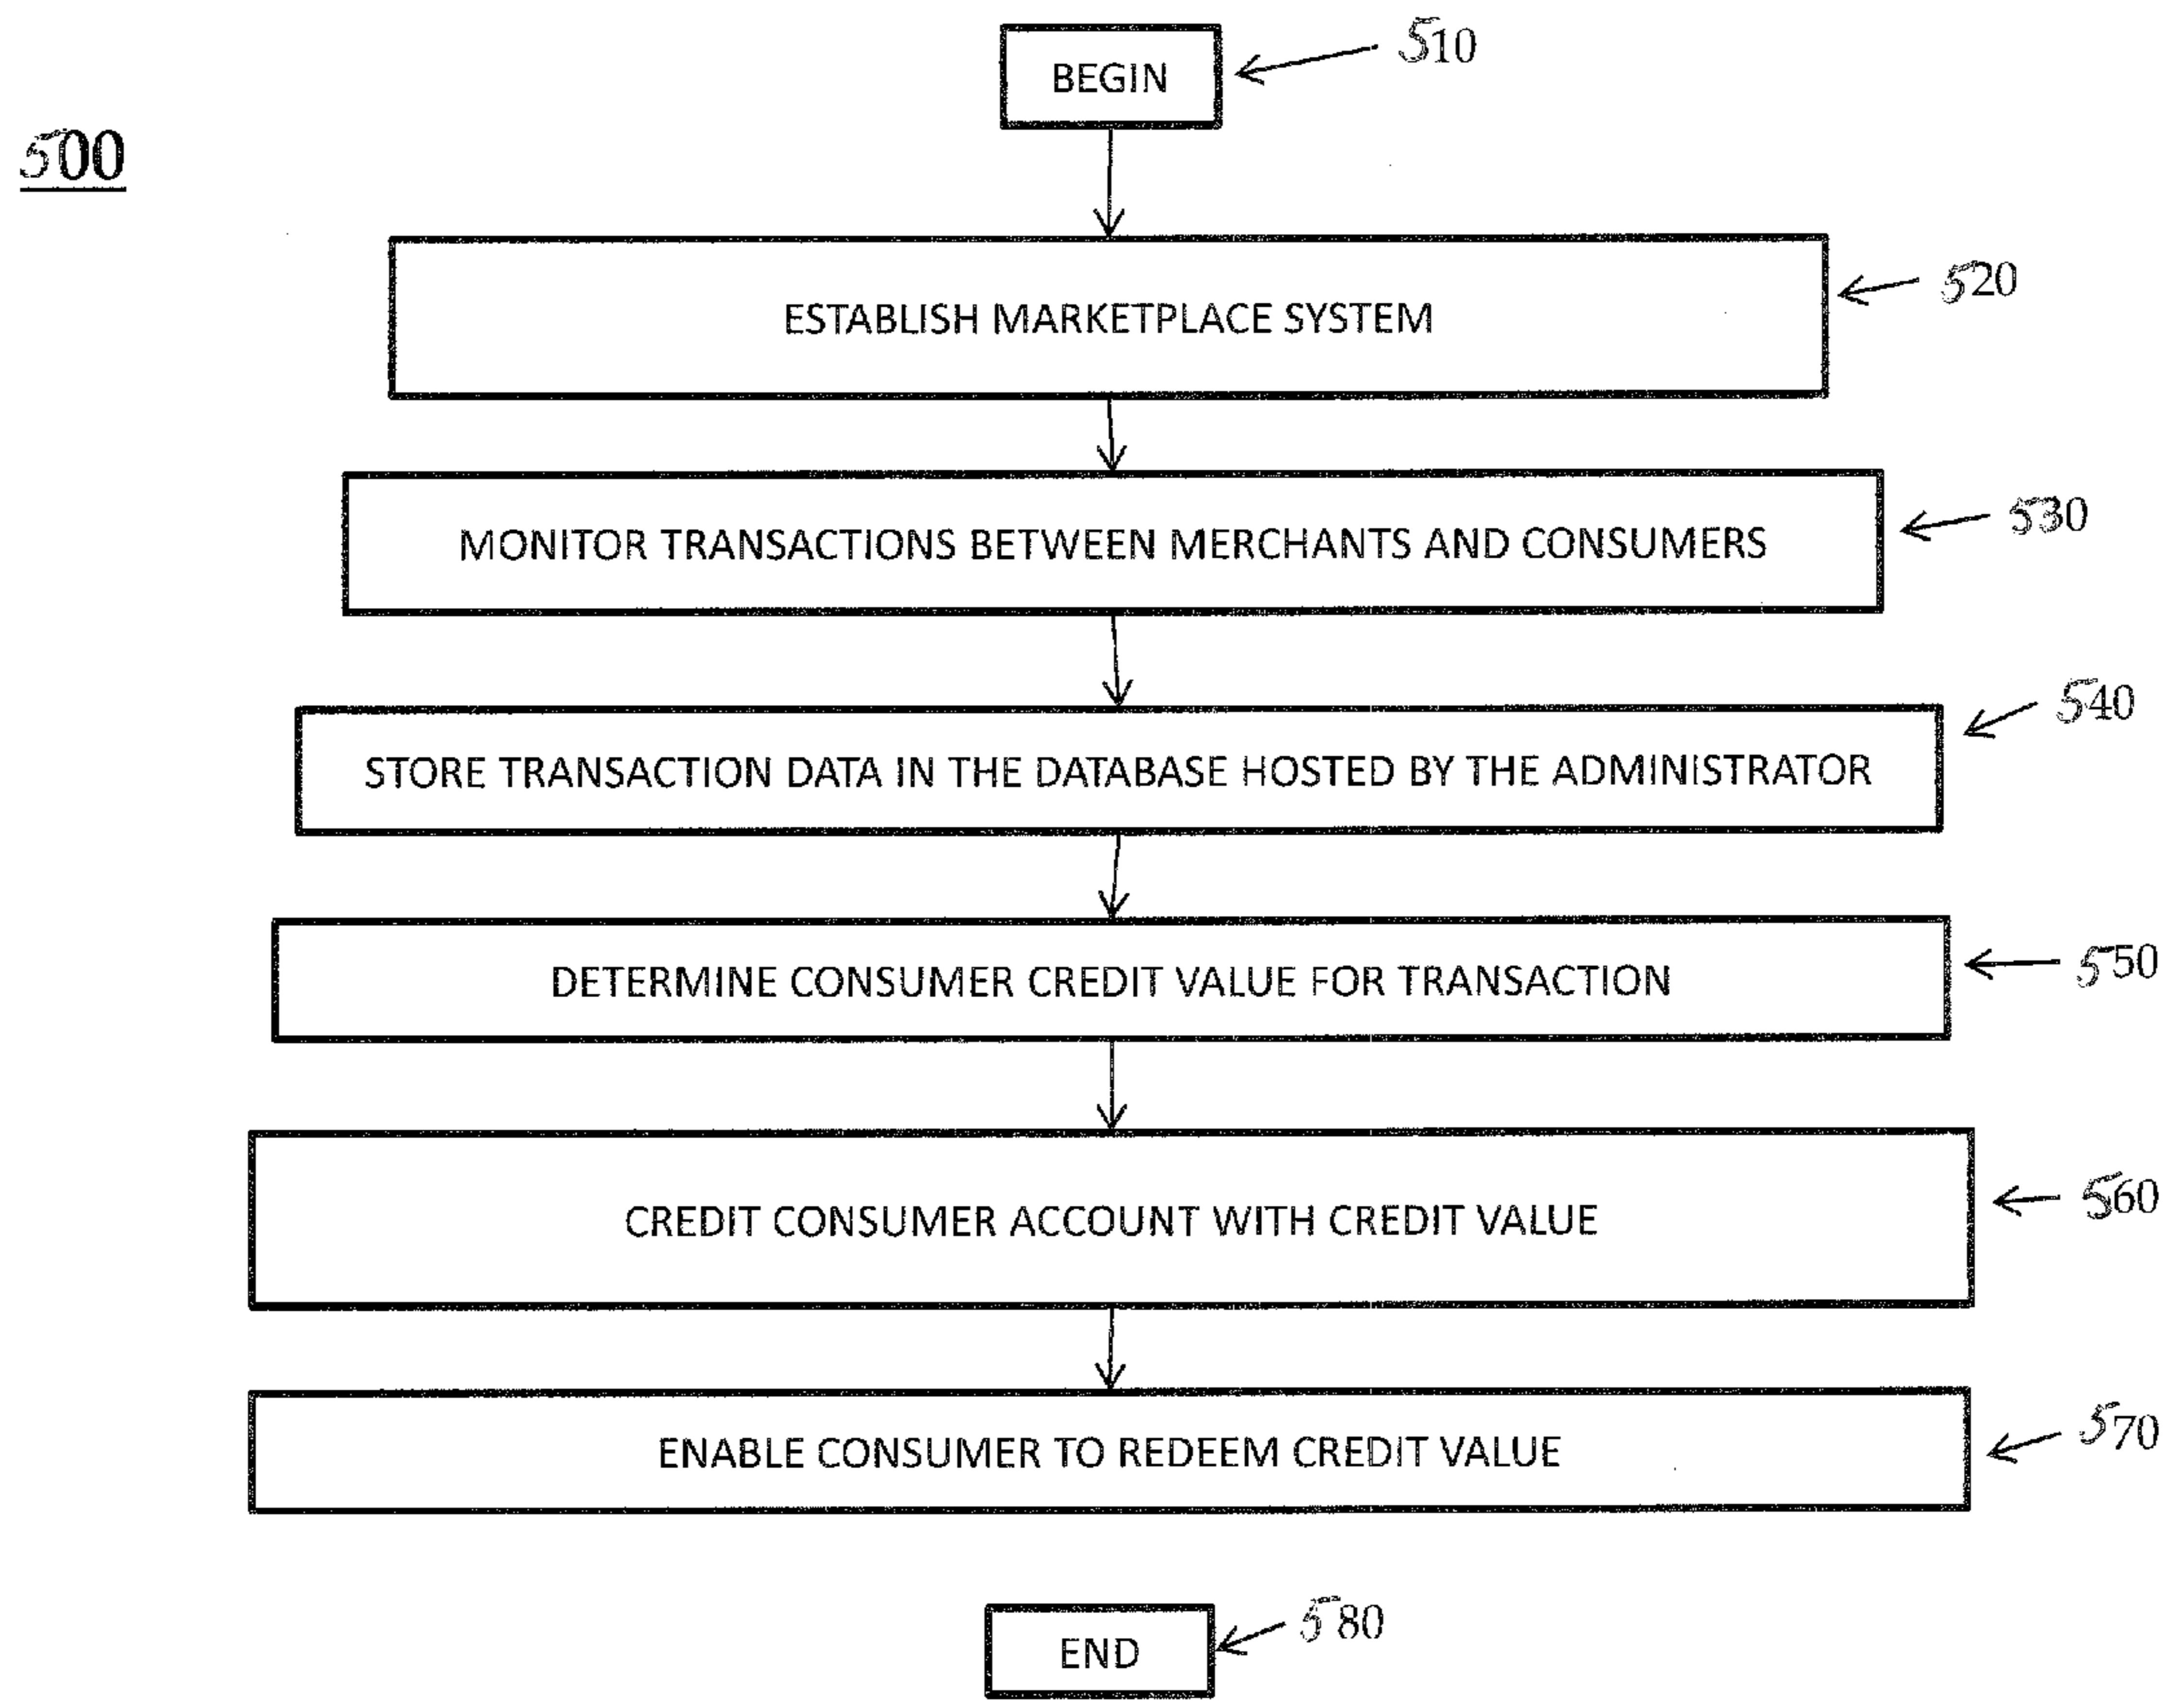 BEGIN
510
500
ESTABLISH MARKETPLACE SYSTEM
520
MONITOR TRANSACTIONS BETWEEN MERCHANTS AND CONSUMERS
530
STORE TRANSACTION DATA IN THE DATABASE HOSTED BY THE ADMINISTRATOR
540
DETERMINE CONSUMER CREDIT VALUE FOR TRANSACTION
550
CREDIT CONSUMER ACCOUNT WITH CREDIT VALUE
560
ENABLE CONSUMER TO REDEEM CREDIT VALUE
570
END
580